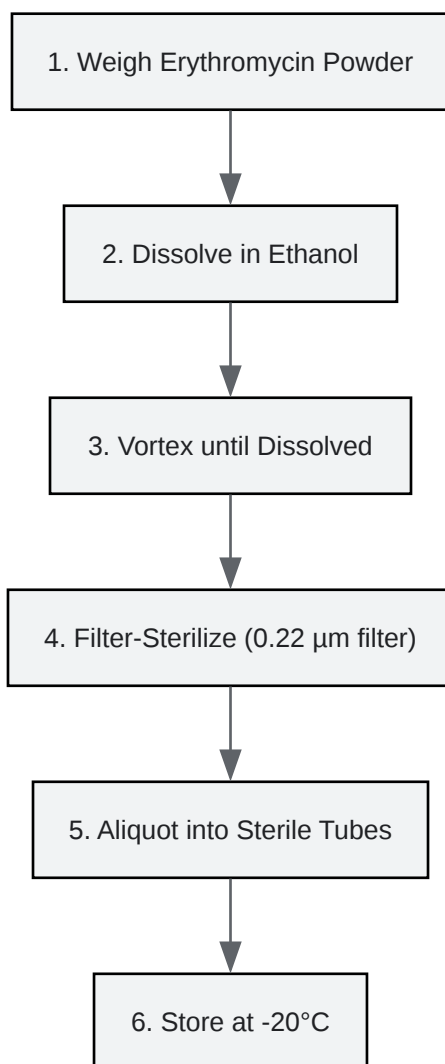 1. Weigh Erythromycin Powder
2. Dissolve in Ethanol
3. Vortex until Dissolved
4. Filter-Sterilize (0.22 µm filter)
5. Aliquot into Sterile Tubes
6. Store at -20°C